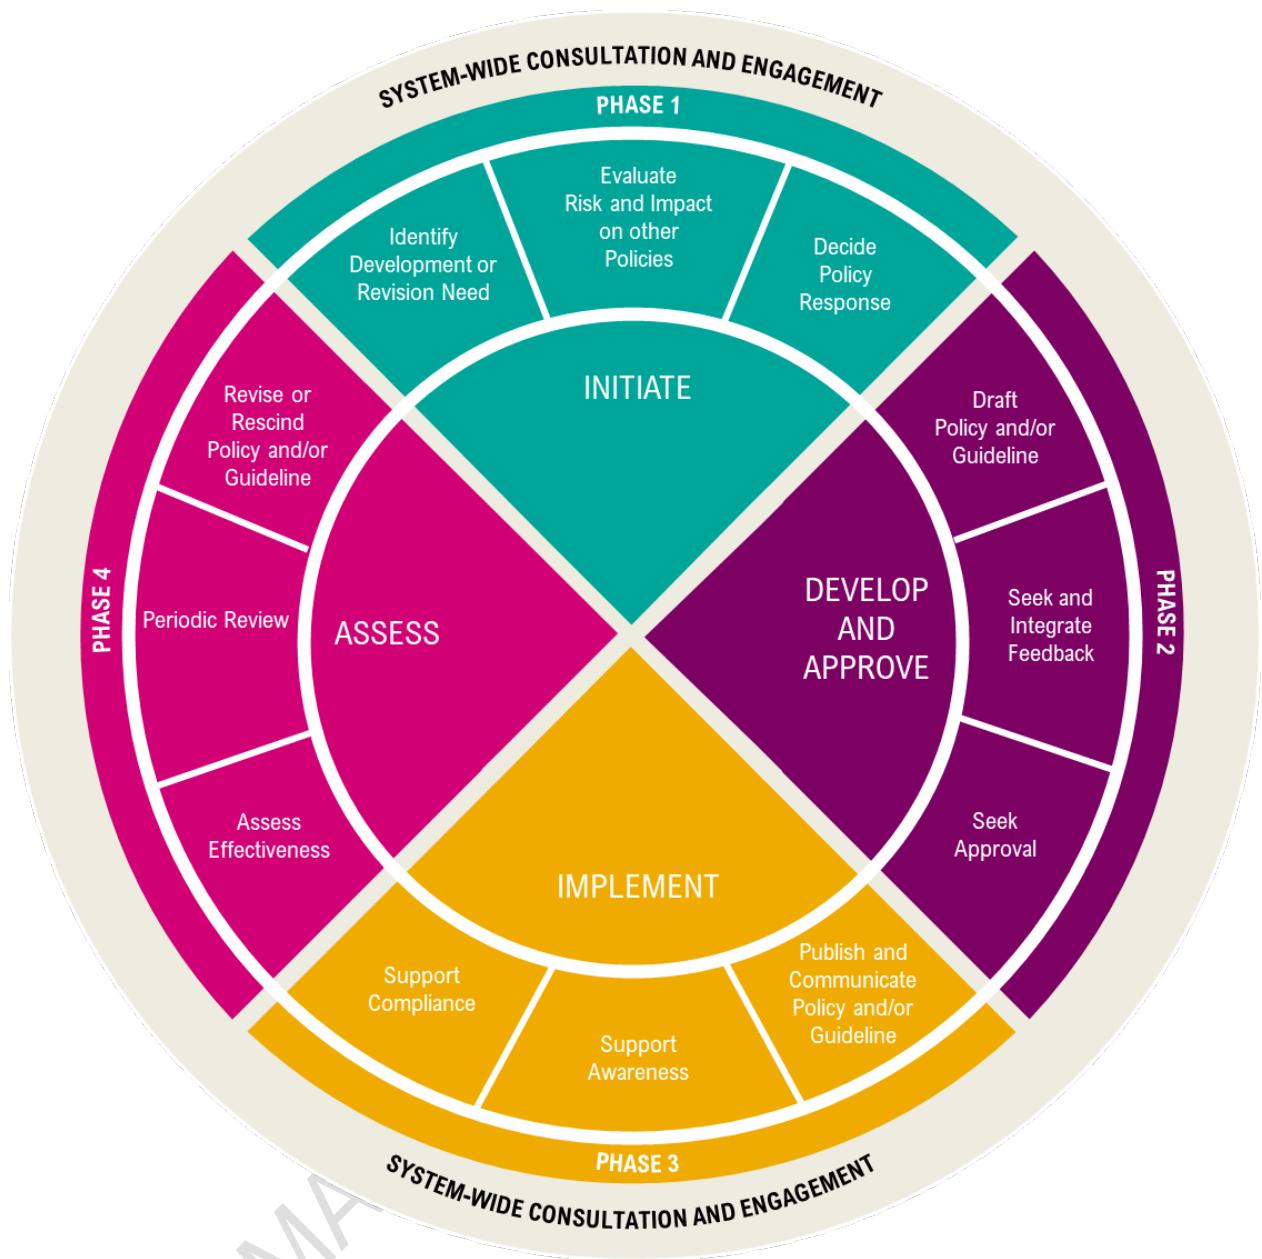 SYSTEM-WIDE CONSULTATION AND ENGAGEMENT
PHASE 1
Identify
Development or
Revision Need
Evaluate
Risk and Impact
on other
Policies
Decide
Policy
Response
INITIATE
PHASE 2
Draft
Policy and/or
Guideline
Seek and
Integrate
Feedback
Seek
Approval
DEVELOP
AND
APPROVE
PHASE 3
Publish and
Communicate
Policy and/or
Guideline
Support
Awareness
Support
Compliance
IMPLEMENT
PHASE 4
Assess
Effectiveness
Periodic Review
Revise or
Rescind
Policy and/or
Guideline
ASSESS
SYSTEM-WIDE CONSULTATION AND ENGAGEMENT